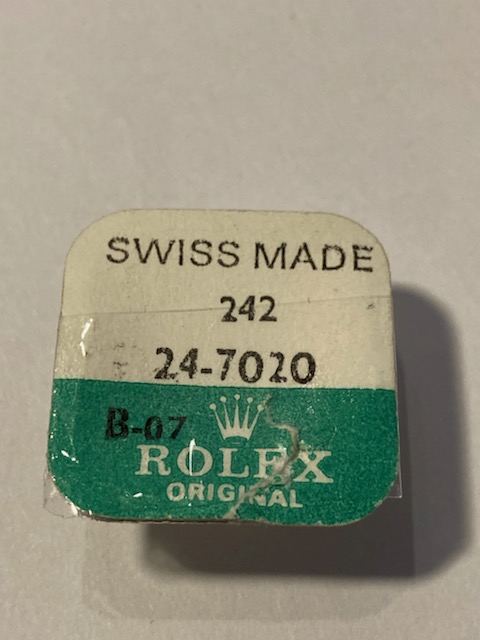 SWISS MADE
242
24-7020
B-07
ROLEX
ORIGINAL